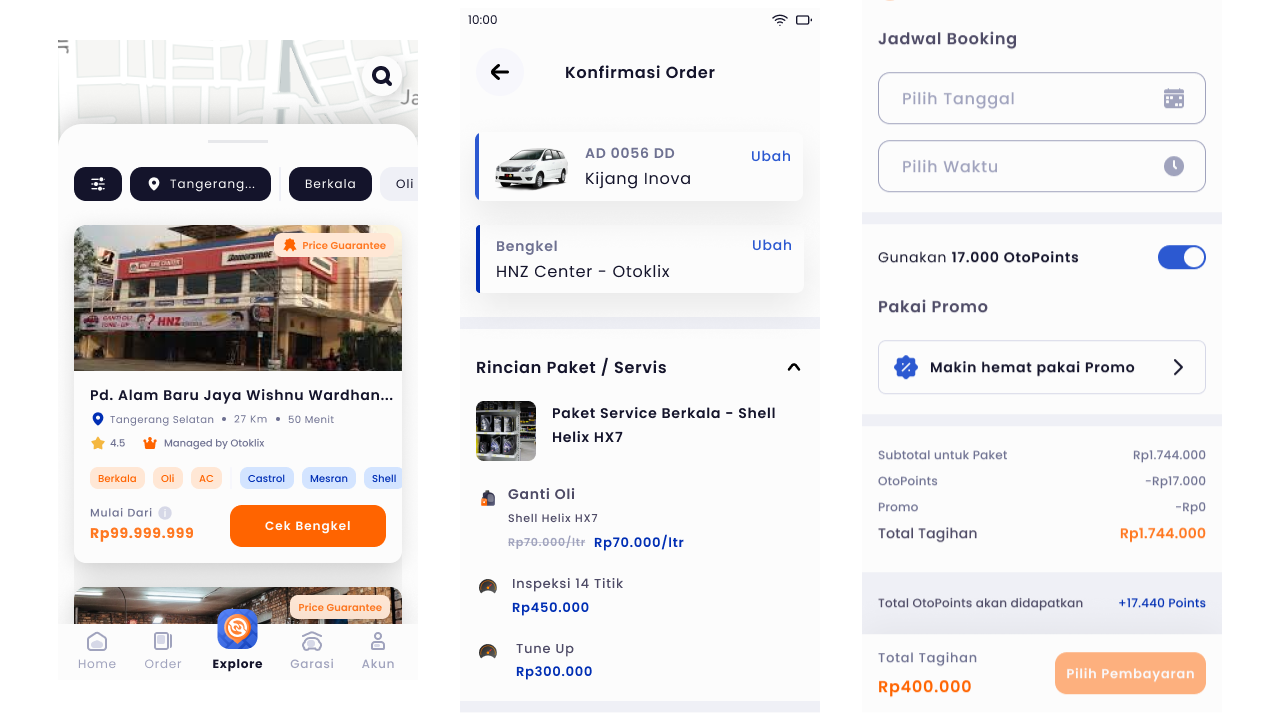 Ja
Tangerang...
Berkala
Oli
Price Guarantee
HNZ
Pd. Alam Baru Jaya Wishnu Wardhan...
Tangerang Selatan • 27 Km • 50 Menit
4.5 Managed by Otoklix
Berkala Oli AC Castrol Mesran Shell
Mulai Dari
Rp99.999.999
Cek Bengkel
Price Guarantee
Home Order Explore Garasi Akun
10:00
Konfirmasi Order
AD 0056 DD
Ubah
Kijang Inova
Bengkel
Ubah
HNZ Center - Otoklix
Rincian Paket / Servis
Paket Service Berkala - Shell
Helix HX7
Ganti Oli
Shell Helix HX7
Rp70.000/ltr Rp70.000/ltr
Inspeksi 14 Titik
Rp450.000
Tune Up
Rp300.000
Jadwal Booking
Pilih Tanggal
Pilih Waktu
Gunakan 17.000 OtoPoints
Pakai Promo
Makin hemat pakai Promo
Subtotal untuk Paket Rp1.744.000
OtoPoints -Rp17.000
Promo -Rp0
Total Tagihan Rp1.744.000
Total OtoPoints akan didapatkan +17.440 Points
Total Tagihan
Rp400.000
Pilih Pembayaran